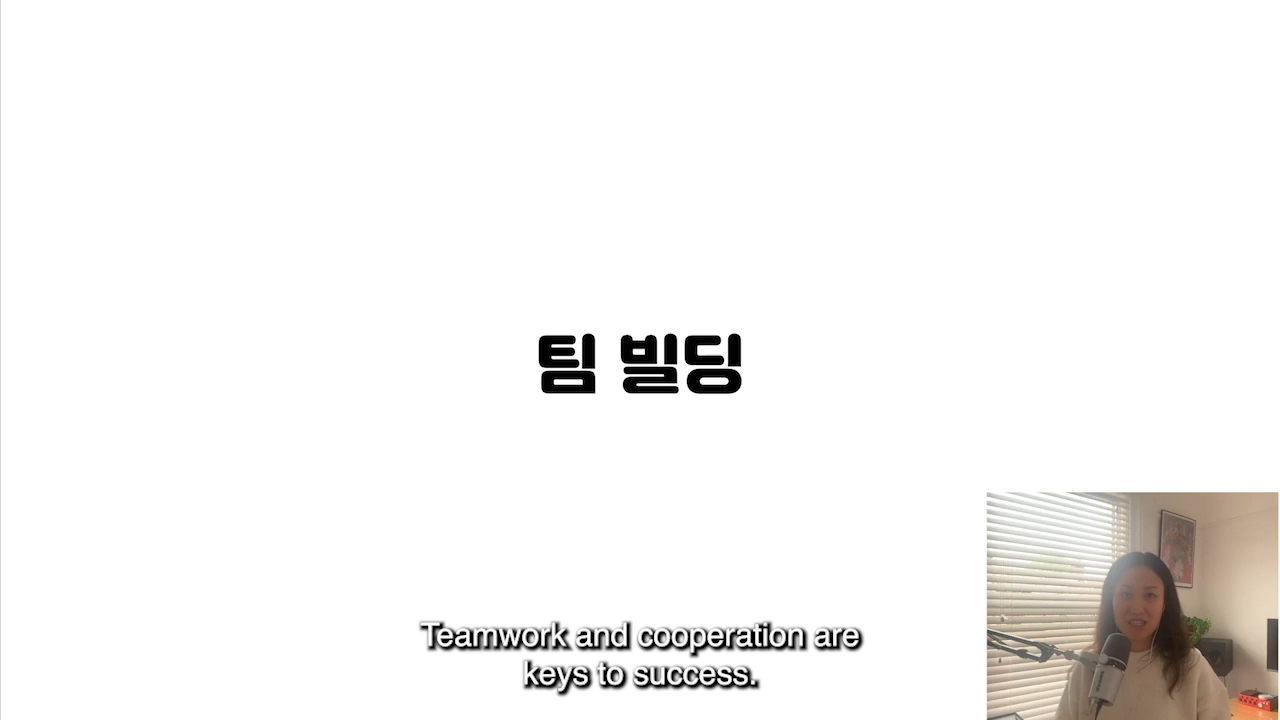 팀 빌딩
Teamwork and cooperation are
keys to success.